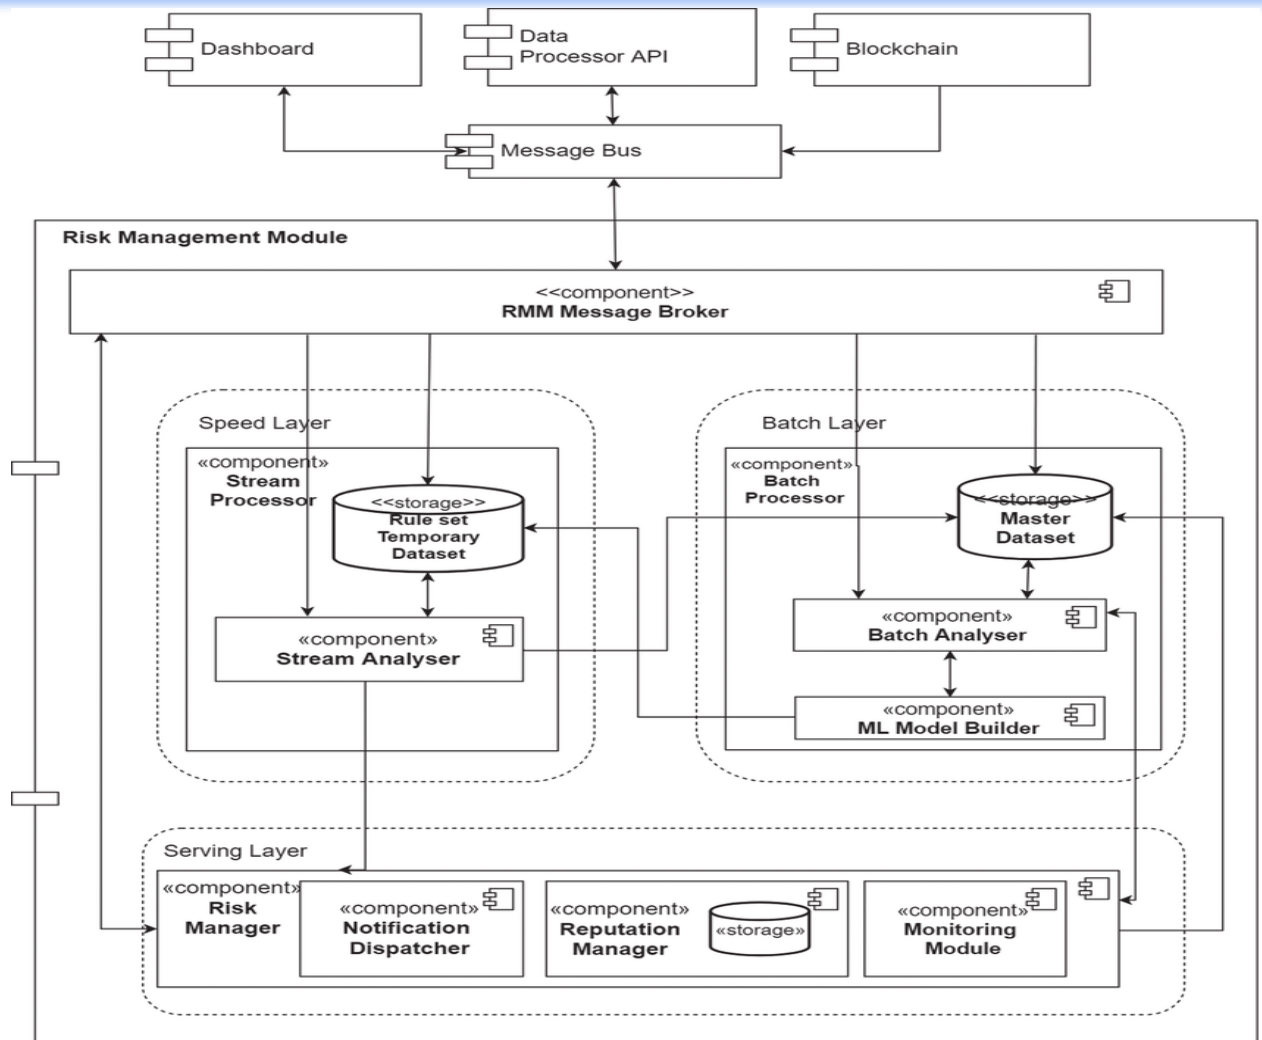 Dashboard
Data
Processor API
Blockchain
Message Bus
Risk Management Module
<<component>>
RMM Message Broker
Speed Layer
«component»
Stream
Processor
<<storage>>
Rule set
Temporary
Dataset
«component»
Stream Analyser
Batch Layer
«component»
Batch
Processor
<<storage>>
Master
Dataset
«component»
Batch Analyser
«component»
ML Model Builder
Serving Layer
«component»
Risk
Manager
«component»
Notification
Dispatcher
«component»
Reputation
Manager
«storage»
«component»
Monitoring
Module